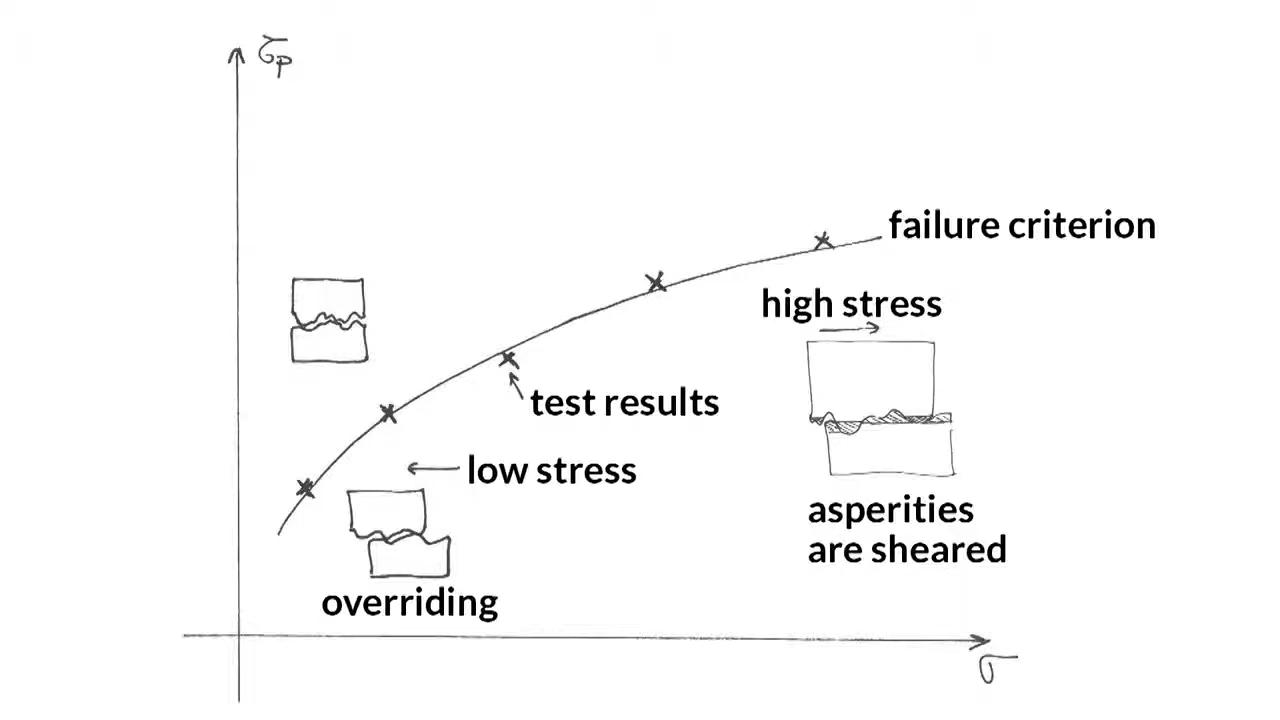 τp
failure criterion
high stress
test results
low stress
asperities
are sheared
overriding
σ